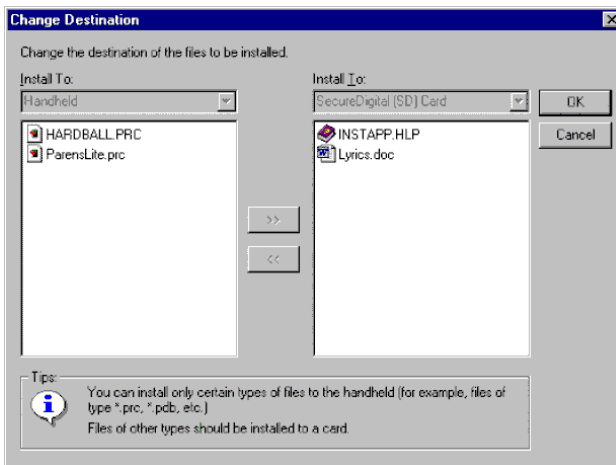 Change Destination
Change the destination of the files to be installed.
Install To:
Handheld
HARDBALL.PRC
ParensLite.prc
>>
<<
Install To:
SecureDigital (SD) Card
INSTAPP.HLP
Lyrics.doc
OK
Cancel
Tips:
You can install only certain types of files to the handheld (for example, files of
type *.prc, *.pdb, etc.)
Files of other types should be installed to a card.